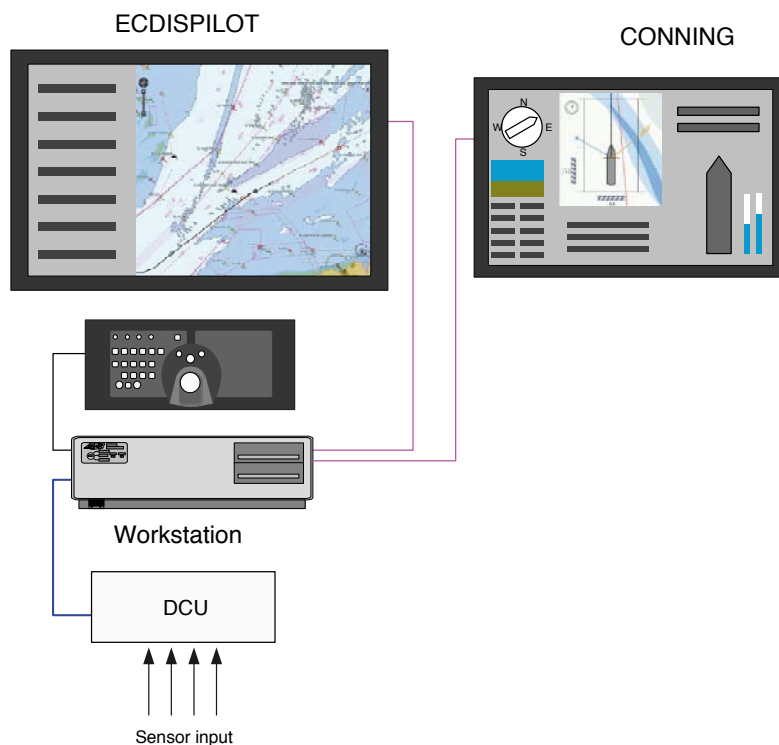 ECDISPILOT
CONNING
N
W
E
S
Workstation
DCU
Sensor input